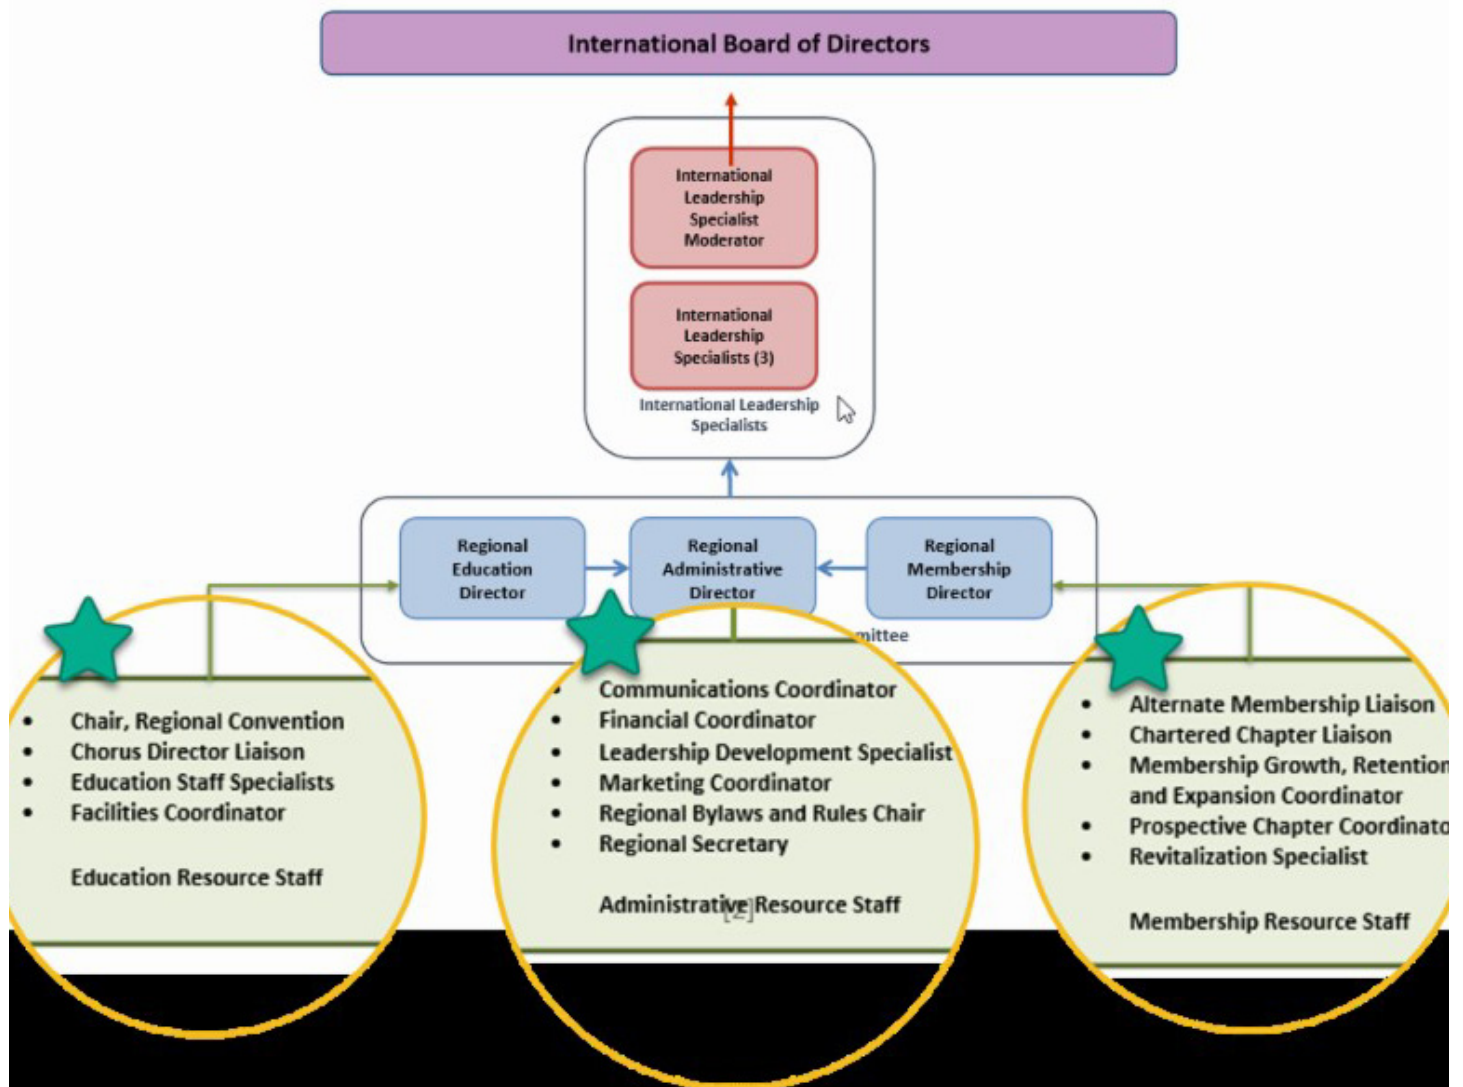 International Board of Directors
International
Leadership
Specialist
Moderator
International
Leadership
Specialists (3)
International Leadership
Specialists
Regional
Education
Director
Regional
Administrative
Director
Regional
Membership
Director
mittee
• Chair, Regional Convention
• Chorus Director Liaison
• Education Staff Specialists
• Facilities Coordinator
Education Resource Staff
• Communications Coordinator
• Financial Coordinator
• Leadership Development Specialist
• Marketing Coordinator
• Regional Bylaws and Rules Chair
• Regional Secretary
Administrative Resource Staff
[2]
• Alternate Membership Liaison
• Chartered Chapter Liaison
• Membership Growth, Retention
and Expansion Coordinator
• Prospective Chapter Coordinato
• Revitalization Specialist
Membership Resource Staff